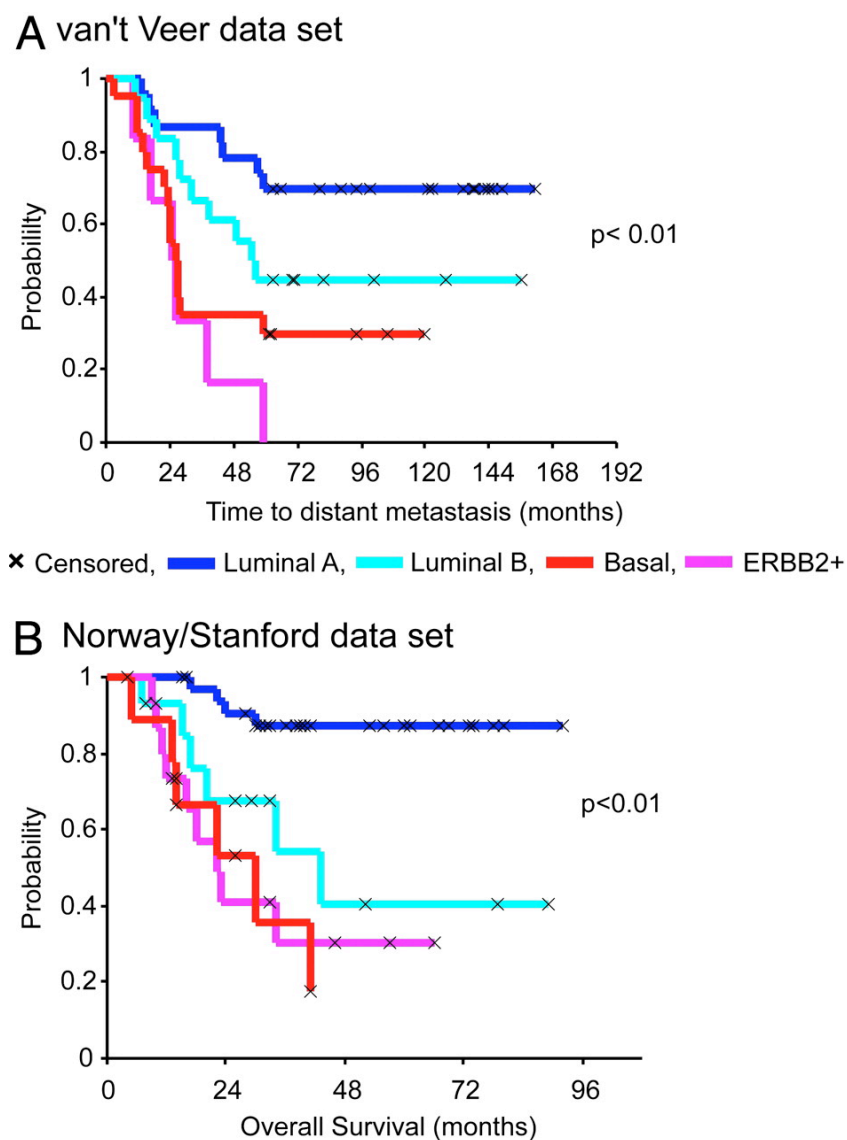 A van't Veer data set
1
0.8
0.6
0.4
0.2
0
Probability
p< 0.01
0 24 48 72 96 120 144 168 192
Time to distant metastasis (months)
× Censored, Luminal A, Luminal B, Basal, ERBB2+
B Norway/Stanford data set
1
0.8
0.6
0.4
0.2
0
Probability
p<0.01
0 24 48 72 96
Overall Survival (months)